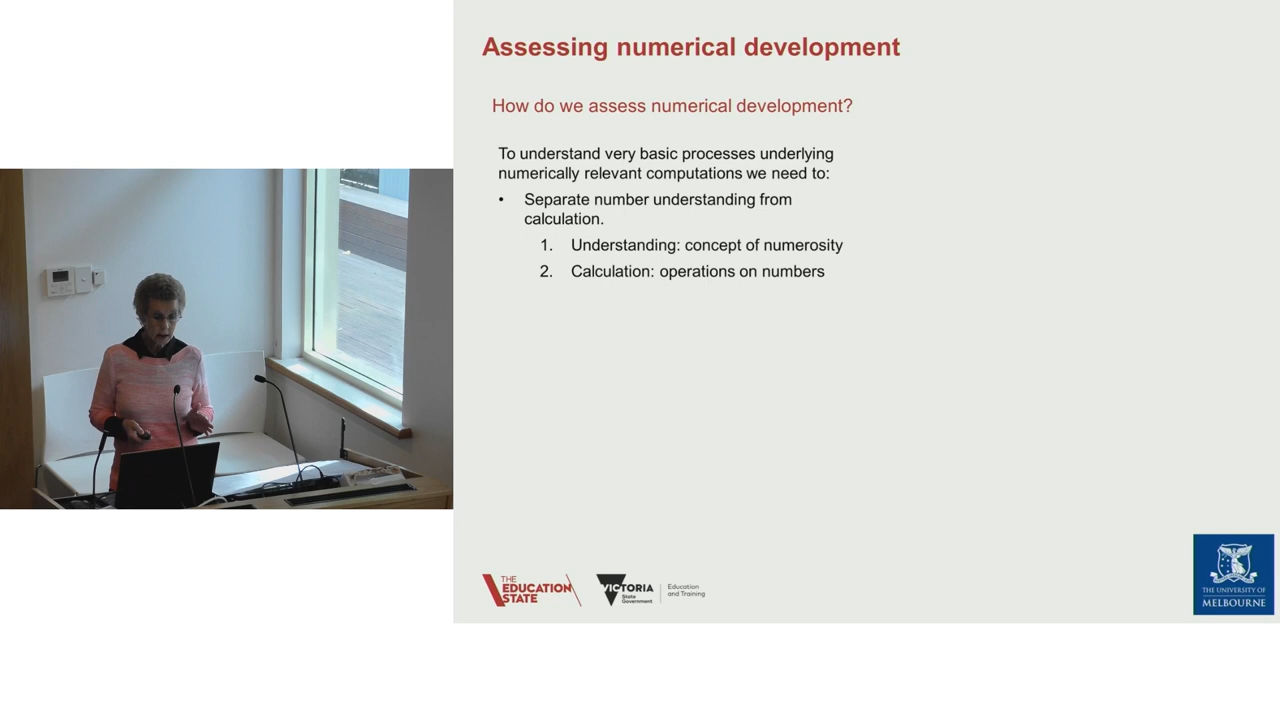 Assessing numerical development
How do we assess numerical development?
To understand very basic processes underlying
numerically relevant computations we need to:
• Separate number understanding from
calculation.
1. Understanding: concept of numerosity
2. Calculation: operations on numbers
THE
EDUCATION
STATE
VICTORIA
State
Government
Education
and Training
THE UNIVERSITY OF
MELBOURNE